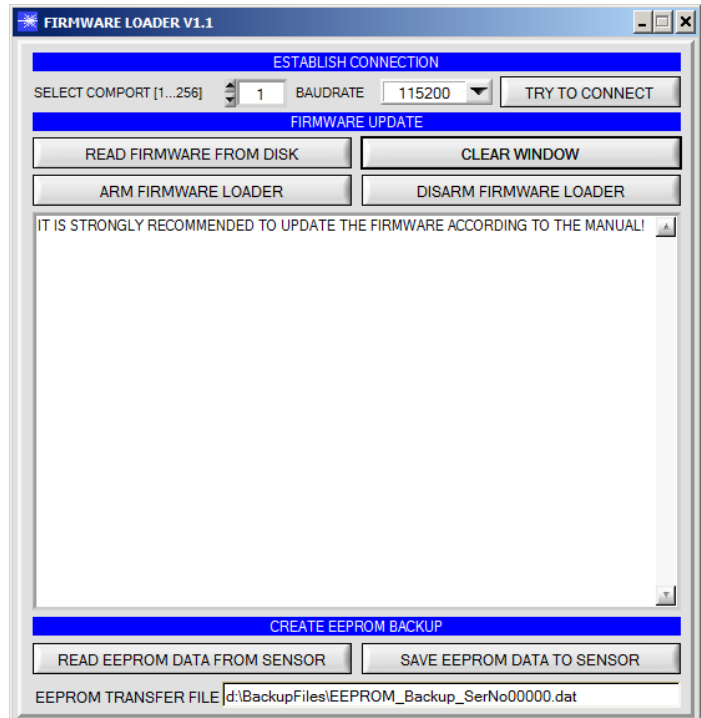 FIRMWARE LOADER V1.1
ESTABLISH CONNECTION
SELECT COMPORT [1...256] 1 BAUDRATE 115200 TRY TO CONNECT
FIRMWARE UPDATE
READ FIRMWARE FROM DISK CLEAR WINDOW
ARM FIRMWARE LOADER DISARM FIRMWARE LOADER
IT IS STRONGLY RECOMMENDED TO UPDATE THE FIRMWARE ACCORDING TO THE MANUAL!
CREATE EEPROM BACKUP
READ EEPROM DATA FROM SENSOR SAVE EEPROM DATA TO SENSOR
EEPROM TRANSFER FILE d:\BackupFiles\EEPROM_Backup_SerNo00000.dat